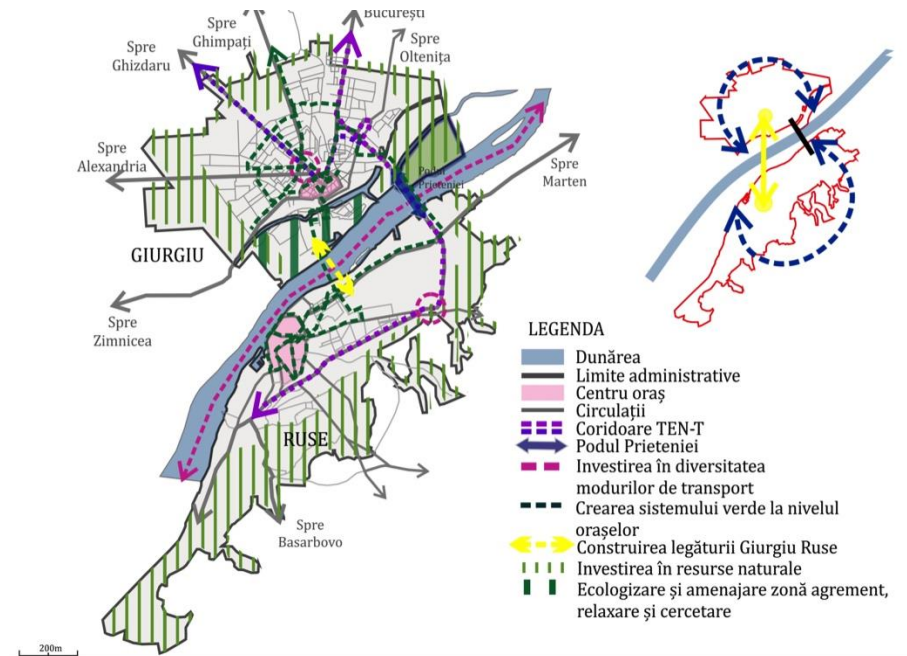 București
Spre
Ghimpați
Spre
Ghizdaru
Spre
Oltenița
Spre
Alexandria
Podul
Prieteniei
Spre
Marten
GIURGIU
Spre
Zimnicea
RUSE
Spre
Basarbovo
LEGENDA
Dunărea
Limite administrative
Centru oraș
Circulații
Coridoare TEN-T
Podul Prieteniei
Investirea în diversitatea
modurilor de transport
Crearea sistemului verde la nivelul
orașelor
Construirea legăturii Giurgiu Ruse
Investirea în resurse naturale
Ecologizare și amenajare zonă agrement,
relaxare și cercetare
200m